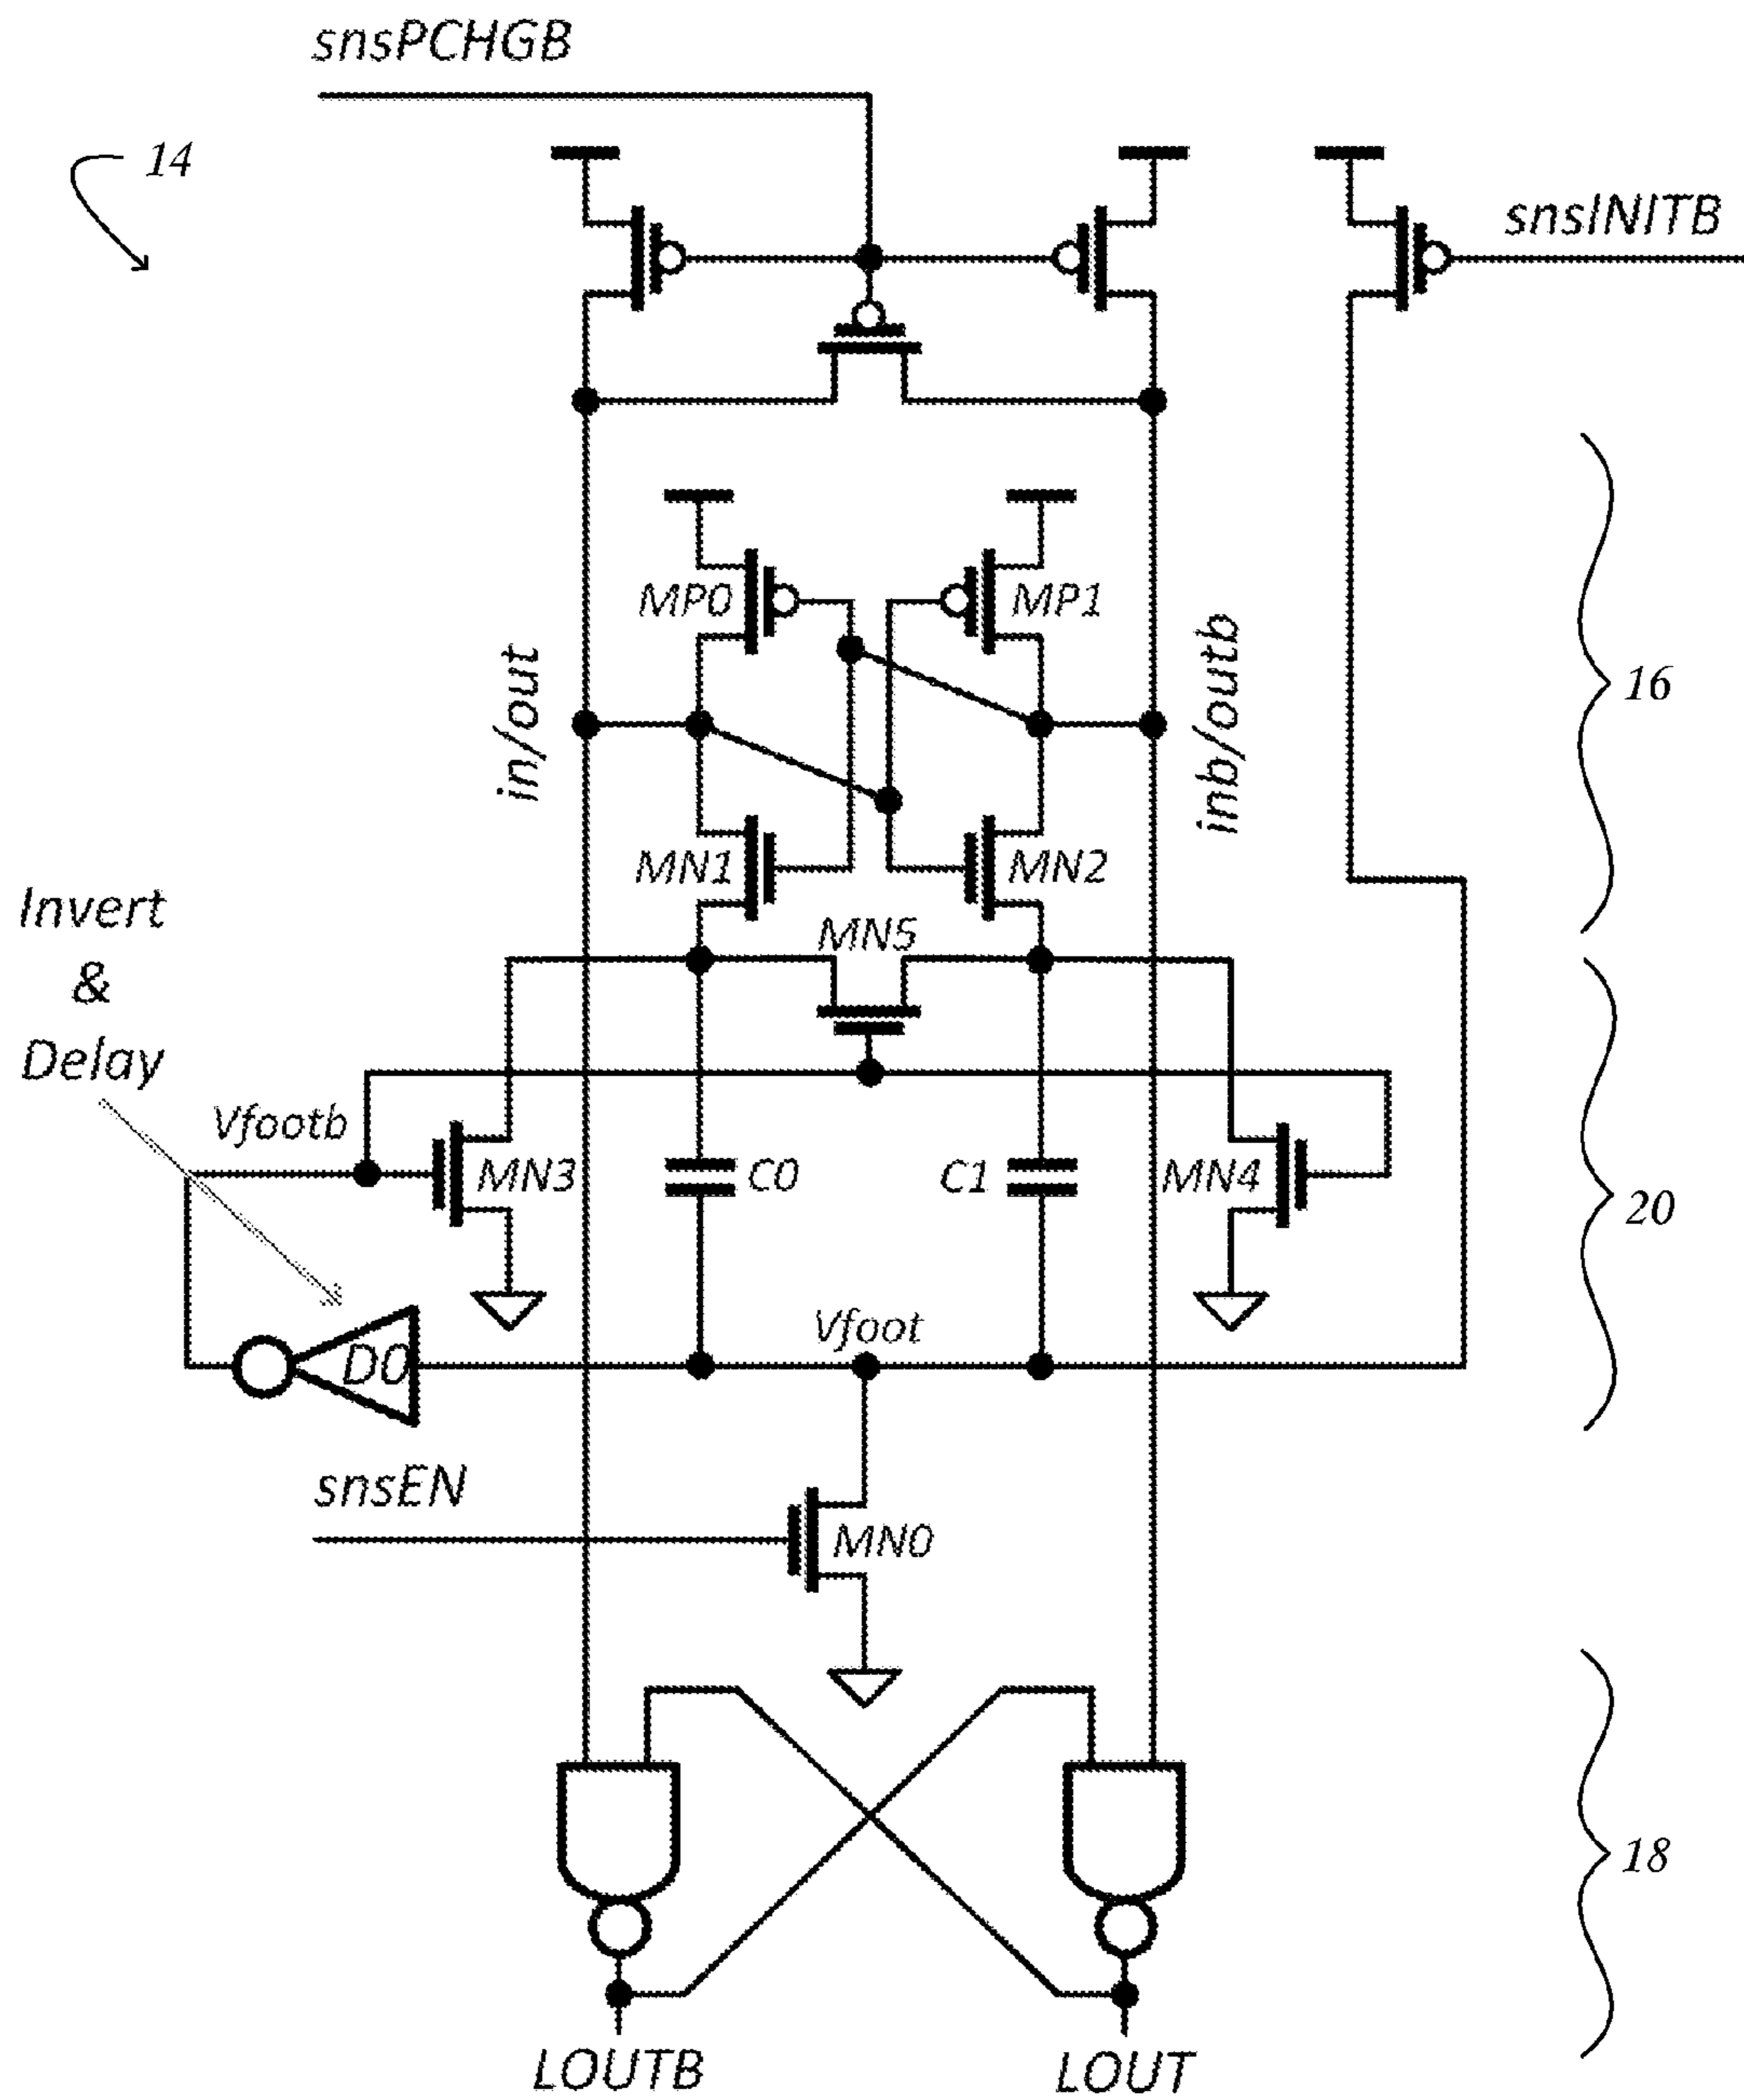 snsPCHGB
14
snsINITB
MP0
MP1
in/out
inb/outb
16
MN1
MN2
Invert
&
Delay
MN5
Vfootb
MN3
C0
C1
MN4
20
Vfoot
D0
snsEN
MN0
18
LOUTB
LOUT